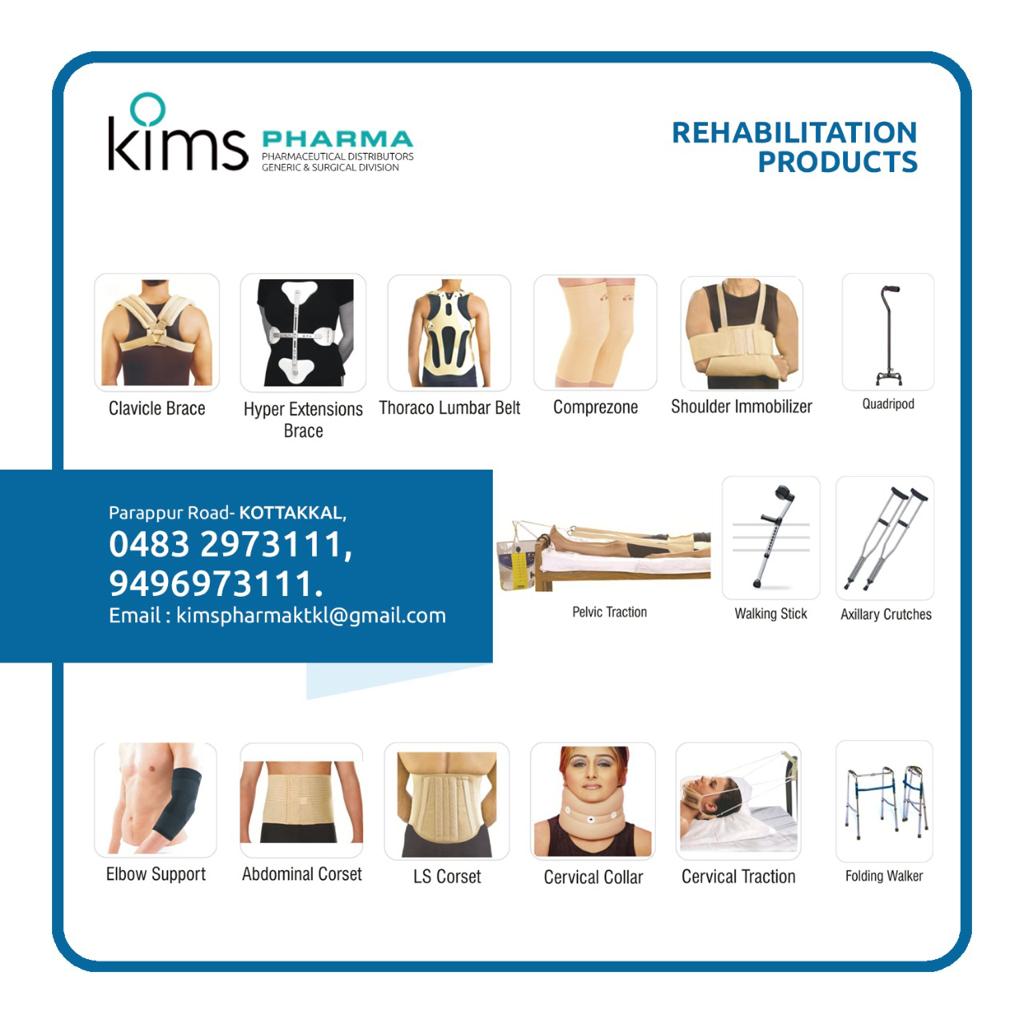 kims PHARMA
PHARMACEUTICAL DISTRIBUTORS
GENERIC & SURGICAL DIVISION
REHABILITATION
PRODUCTS
Clavicle Brace
Hyper Extensions
Brace
Thoraco Lumbar Belt
Comprezone
Shoulder Immobilizer
Quadripod
Parappur Road- KOTTAKKAL,
0483 2973111,
9496973111.
Email : kimspharmaktkl@gmail.com
Pelvic Traction
Walking Stick
Axillary Crutches
Elbow Support
Abdominal Corset
LS Corset
Cervical Collar
Cervical Traction
Folding Walker